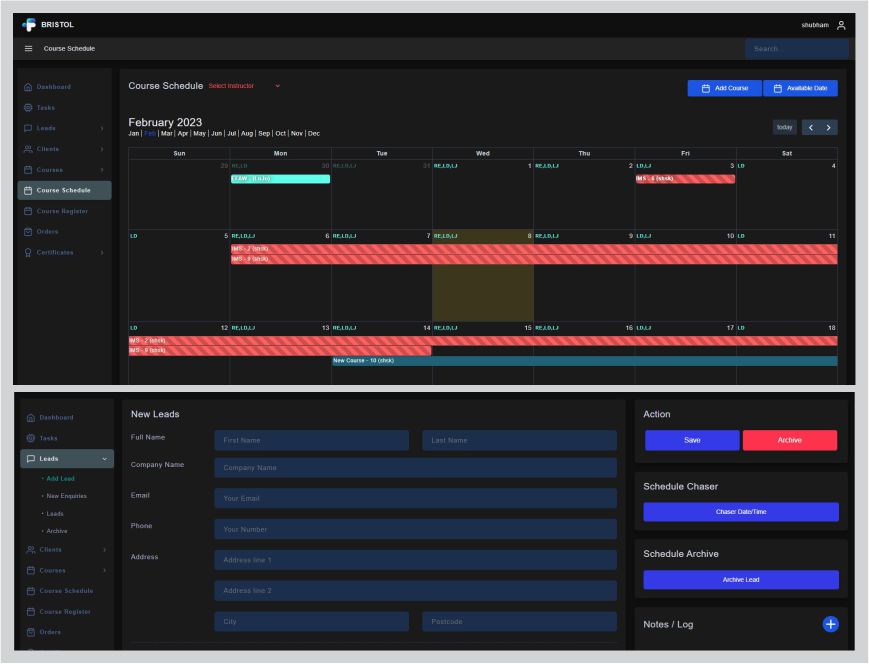 BRISTOL
shubham
Course Schedule
Search...
Dashboard
Tasks
Leads
Clients
Courses
Course Schedule
Course Register
Orders
Certificates
Course Schedule Select Instructor
Add Course
Available Date
February 2023
Jan | Feb | Mar | Apr | May | Jun | Jul | Aug | Sep | Oct | Nov | Dec
today
Sun Mon Tue Wed Thu Fri Sat
29 RE,LD 30 RE,LD,LJ 31 RE,LD,LJ 1 RE,LD,LJ 2 LD,LJ 3 LD 4
IMS - 6 (shsk)
LD 5 RE,LD,LJ 6 RE,LD,LJ 7 RE,LD,LJ 8 RE,LD,LJ 9 LD,LJ 10 LD 11
IMS - 2 (shsk)
IMS - 9 (shsk)
LD 12 RE,LD,LJ 13 RE,LD,LJ 14 RE,LD,LJ 15 RE,LD,LJ 16 LD,LJ 17 LD 18
IMS - 2 (shsk)
IMS - 9 (shsk)
New Course - 10 (shsk)
Dashboard
Tasks
Leads
• Add Lead
• New Enquiries
• Leads
• Archive
Clients
Courses
Course Schedule
Course Register
Orders
New Leads
Full Name
First Name
Last Name
Company Name
Company Name
Email
Your Email
Phone
Your Number
Address
Address line 1
Address line 2
City
Postcode
Action
Save
Archive
Schedule Chaser
Chaser Date/Time
Schedule Archive
Archive Lead
Notes / Log